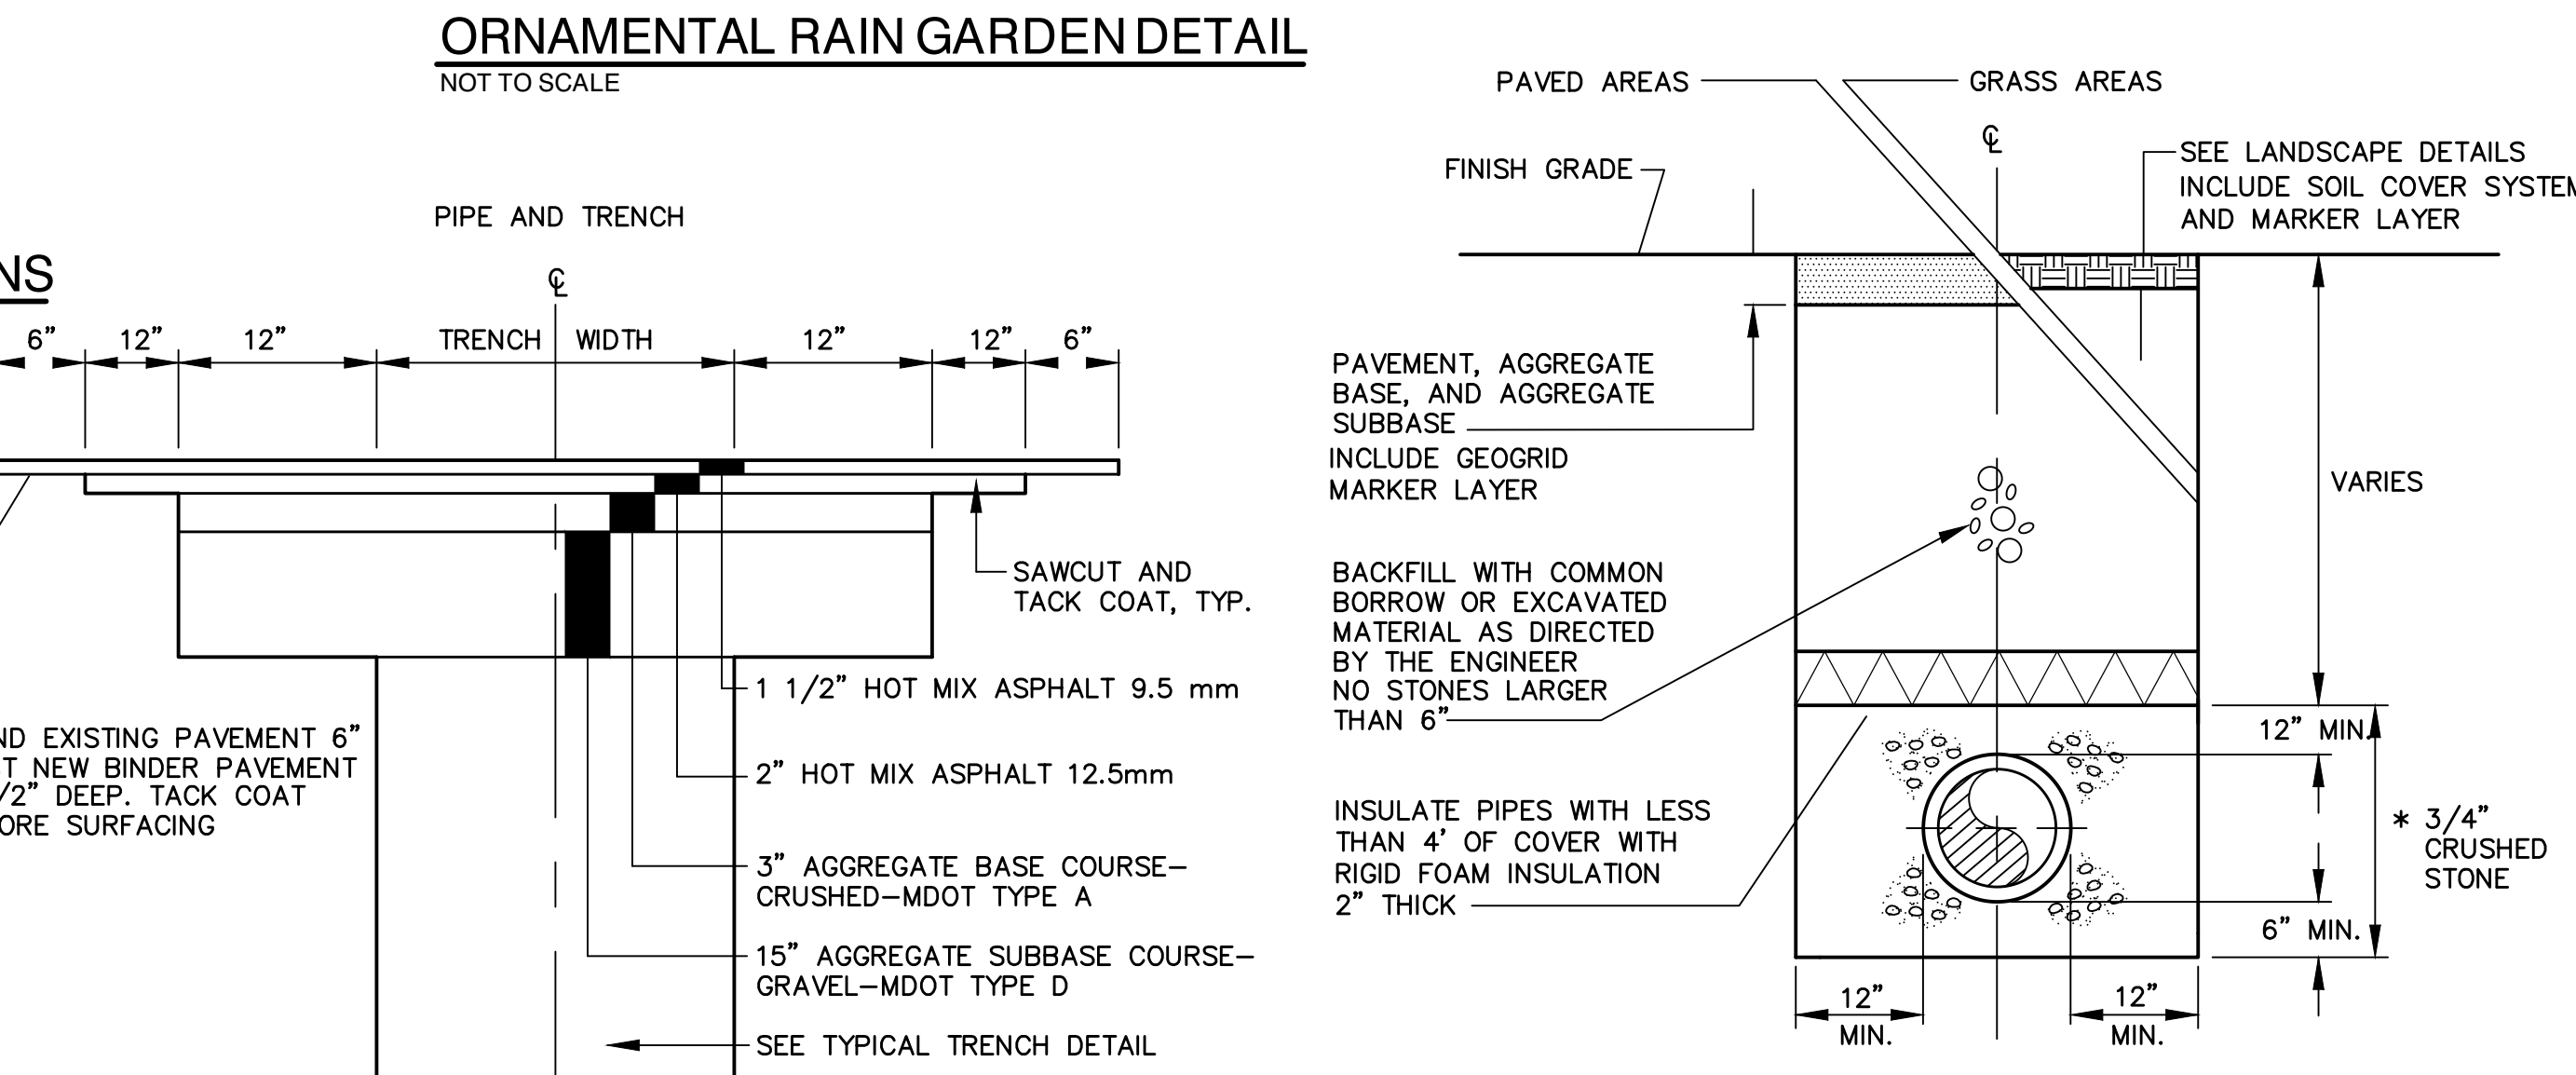 ORNAMENTAL RAIN GARDEN DETAIL
NOT TO SCALE
NS
PIPE AND TRENCH
℄
6" 12" 12" TRENCH WIDTH 12" 12" 6"
SAWCUT AND
TACK COAT, TYP.
1 1/2" HOT MIX ASPHALT 9.5 mm
2" HOT MIX ASPHALT 12.5mm
3" AGGREGATE BASE COURSE-
CRUSHED-MDOT TYPE A
15" AGGREGATE SUBBASE COURSE-
GRAVEL-MDOT TYPE D
SEE TYPICAL TRENCH DETAIL
ND EXISTING PAVEMENT 6"
T NEW BINDER PAVEMENT
/2" DEEP. TACK COAT
ORE SURFACING
PAVED AREAS
GRASS AREAS
℄
FINISH GRADE
SEE LANDSCAPE DETAILS
INCLUDE SOIL COVER SYSTEM
AND MARKER LAYER
PAVEMENT, AGGREGATE
BASE, AND AGGREGATE
SUBBASE
INCLUDE GEOGRID
MARKER LAYER
VARIES
BACKFILL WITH COMMON
BORROW OR EXCAVATED
MATERIAL AS DIRECTED
BY THE ENGINEER
NO STONES LARGER
THAN 6"
INSULATE PIPES WITH LESS
THAN 4' OF COVER WITH
RIGID FOAM INSULATION
2" THICK
12" MIN.
* 3/4"
CRUSHED
STONE
6" MIN.
12"
MIN.
12"
MIN.